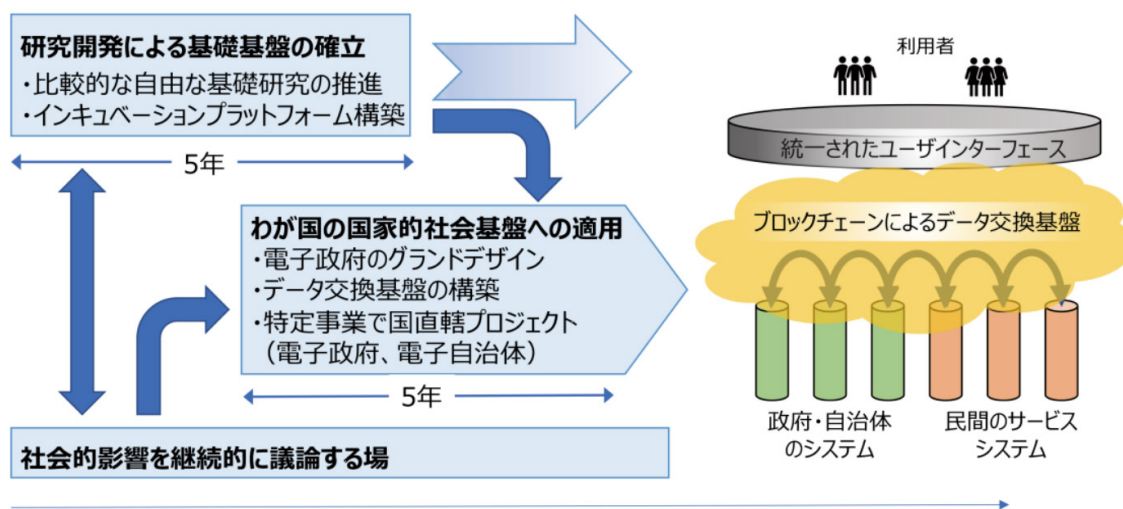 研究開発による基礎基盤の確立
・比較的な自由な基礎研究の推進
・インキュベーションプラットフォーム構築
5年
わが国の国家的社会基盤への適用
・電子政府のグランドデザイン
・データ交換基盤の構築
・特定事業で国直轄プロジェクト
（電子政府、電子自治体）
5年
社会的影響を継続的に議論する場
利用者
統一されたユーザインターフェース
ブロックチェーンによるデータ交換基盤
政府・自治体
のシステム
民間のサービス
システム